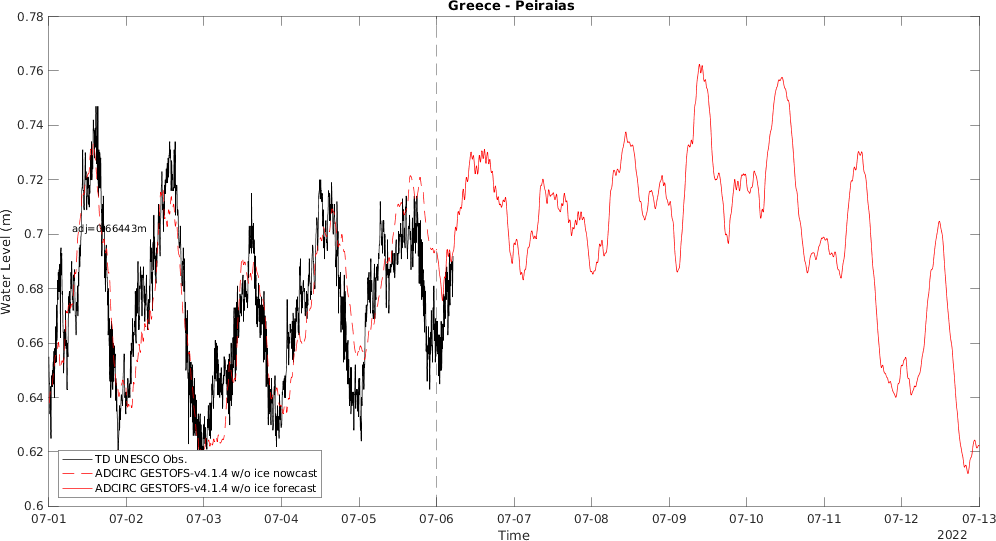 Greece - Peiraias
0.78
0.76
0.74
0.72
0.7
0.68
0.66
0.64
0.62
0.6
Water Level (m)
adj=0.66443m
TD UNESCO Obs.
ADCIRC GESTOFS-v4.1.4 w/o ice nowcast
ADCIRC GESTOFS-v4.1.4 w/o ice forecast
07-01 07-02 07-03 07-04 07-05 07-06 07-07 07-08 07-09 07-10 07-11 07-12 07-13
Time
2022